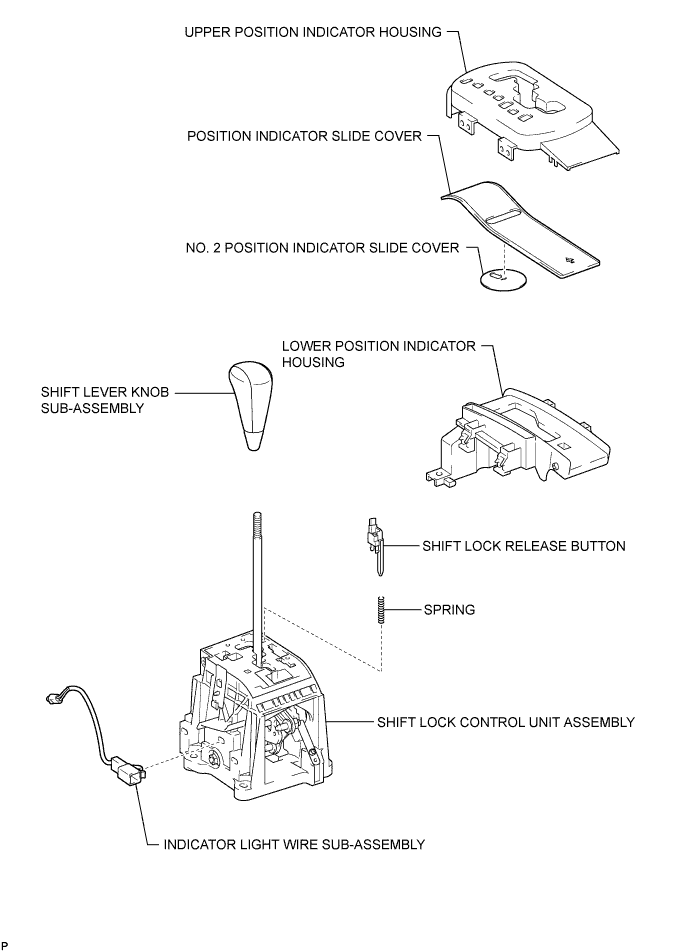 UPPER POSITION INDICATOR HOUSING
POSITION INDICATOR SLIDE COVER
NO. 2 POSITION INDICATOR SLIDE COVER
LOWER POSITION INDICATOR
HOUSING
SHIFT LEVER KNOB
SUB-ASSEMBLY
SHIFT LOCK RELEASE BUTTON
SPRING
SHIFT LOCK CONTROL UNIT ASSEMBLY
INDICATOR LIGHT WIRE SUB-ASSEMBLY
P